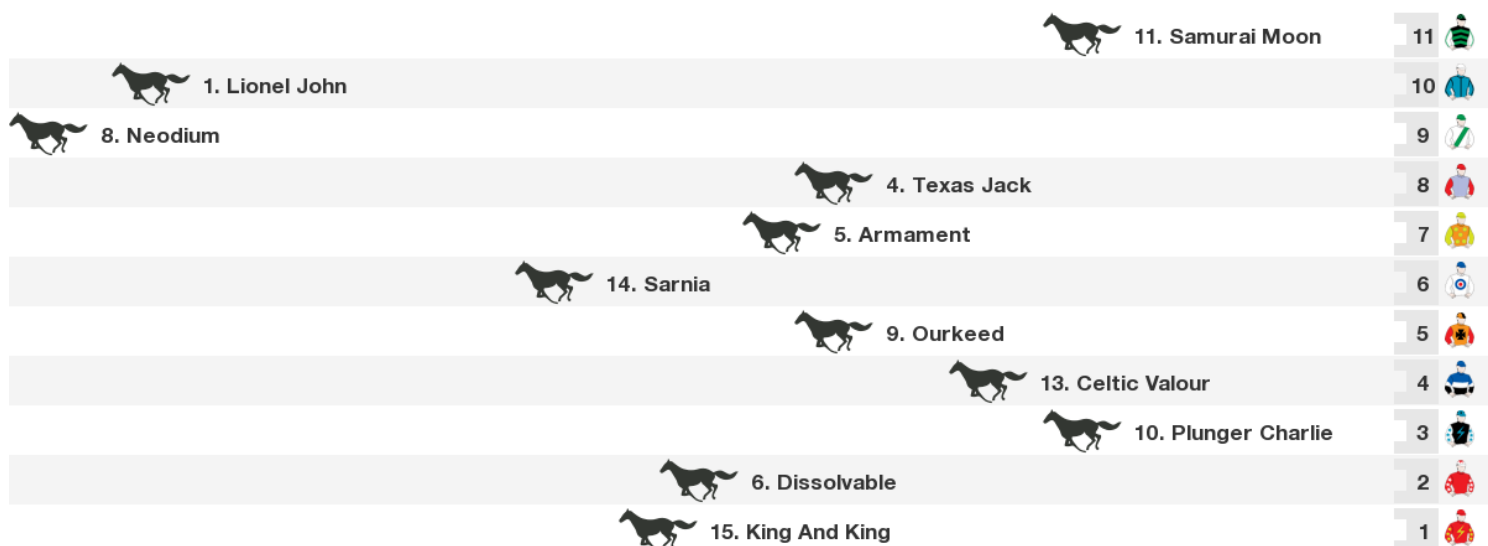 11. Samurai Moon 11
1. Lionel John 10
8. Neodium 9
4. Texas Jack 8
5. Armament 7
14. Sarnia 6
9. Ourkeed 5
13. Celtic Valour 4
10. Plunger Charlie 3
6. Dissolvable 2
15. King And King 1